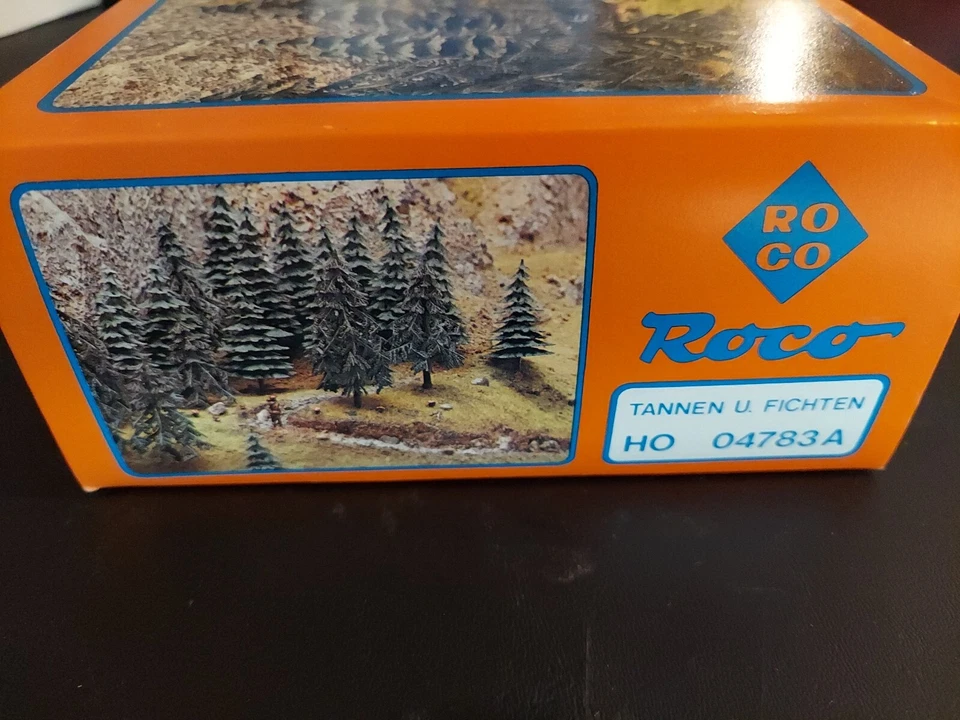 RO
CO
Roco
TANNEN U. FICHTEN
HO 04783A